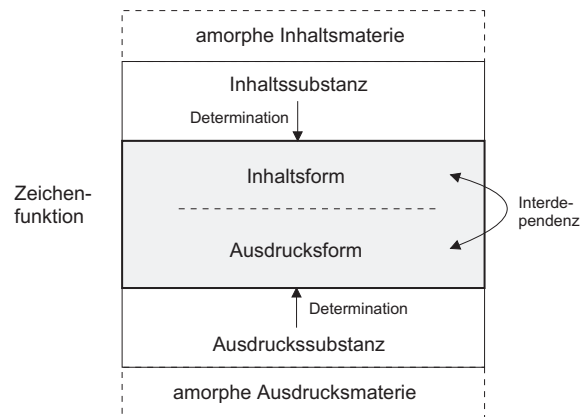 amorphe Inhaltsmaterie
Inhaltssubstanz
Determination
Inhaltsform
Zeichen-
funktion
Interde-
pendenz
Ausdrucksform
Determination
Ausdruckssubstanz
amorphe Ausdrucksmaterie